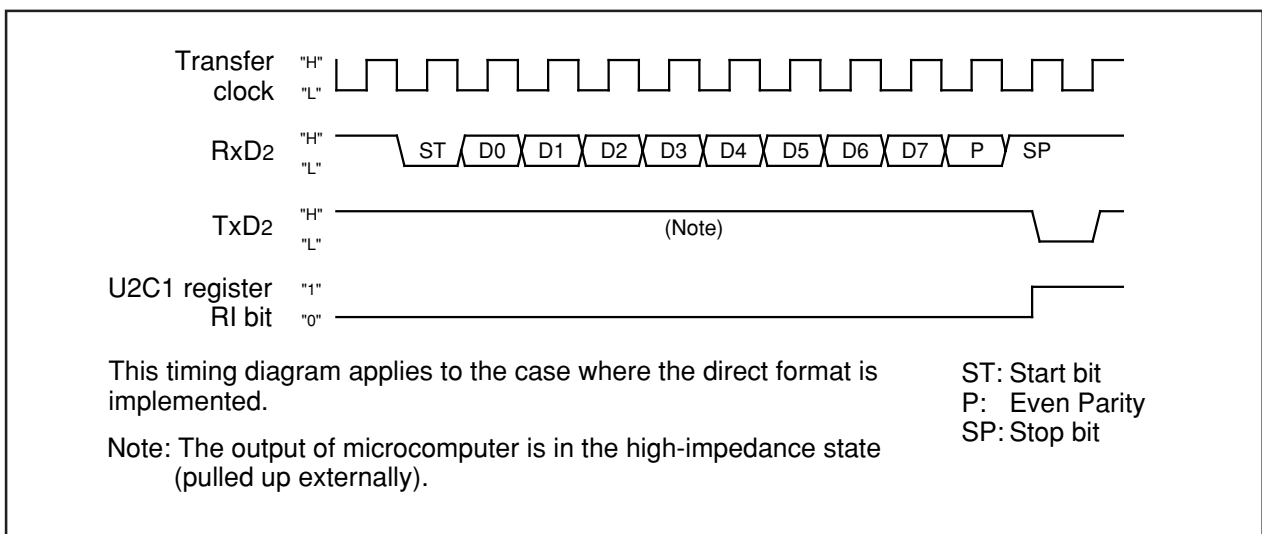 Transfer clock "H" "L"
RxD2 "H" "L" ST D0 D1 D2 D3 D4 D5 D6 D7 P SP
TxD2 "H" "L" (Note)
U2C1 register RI bit "1" "0"
This timing diagram applies to the case where the direct format is
implemented.
Note: The output of microcomputer is in the high-impedance state
(pulled up externally).
ST: Start bit
P: Even Parity
SP: Stop bit